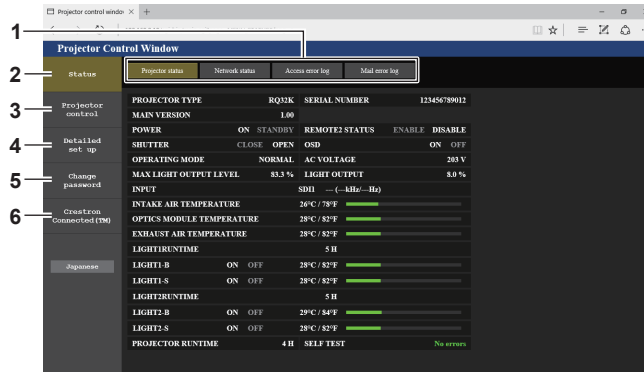 Projector control window
1
Projector Control Window
2
Status
Projector status
Network status
Access error log
Mail error log
3
Projector
control
4
Detailed
set up
5
Change
password
6
Crestron
Connected(TM)
Japanese
PROJECTOR TYPE RQ32K SERIAL NUMBER 123456789012
MAIN VERSION 1.00
POWER ON STANDBY REMOTE2 STATUS ENABLE DISABLE
SHUTTER CLOSE OPEN OSD ON OFF
OPERATING MODE NORMAL AC VOLTAGE 203 V
MAX LIGHT OUTPUT LEVEL 83.3 % LIGHT OUTPUT 8.0 %
INPUT SDI1 --- (---kHz/---Hz)
INTAKE AIR TEMPERATURE 26°C / 78°F
OPTICS MODULE TEMPERATURE 28°C / 82°F
EXHAUST AIR TEMPERATURE 28°C / 82°F
LIGHT1RUNTIME 5 H
LIGHT1-B ON OFF 28°C / 82°F
LIGHT1-S ON OFF 28°C / 82°F
LIGHT2RUNTIME 5 H
LIGHT2-B ON OFF 29°C / 84°F
LIGHT2-S ON OFF 28°C / 82°F
PROJECTOR RUNTIME 4 H SELF TEST No errors